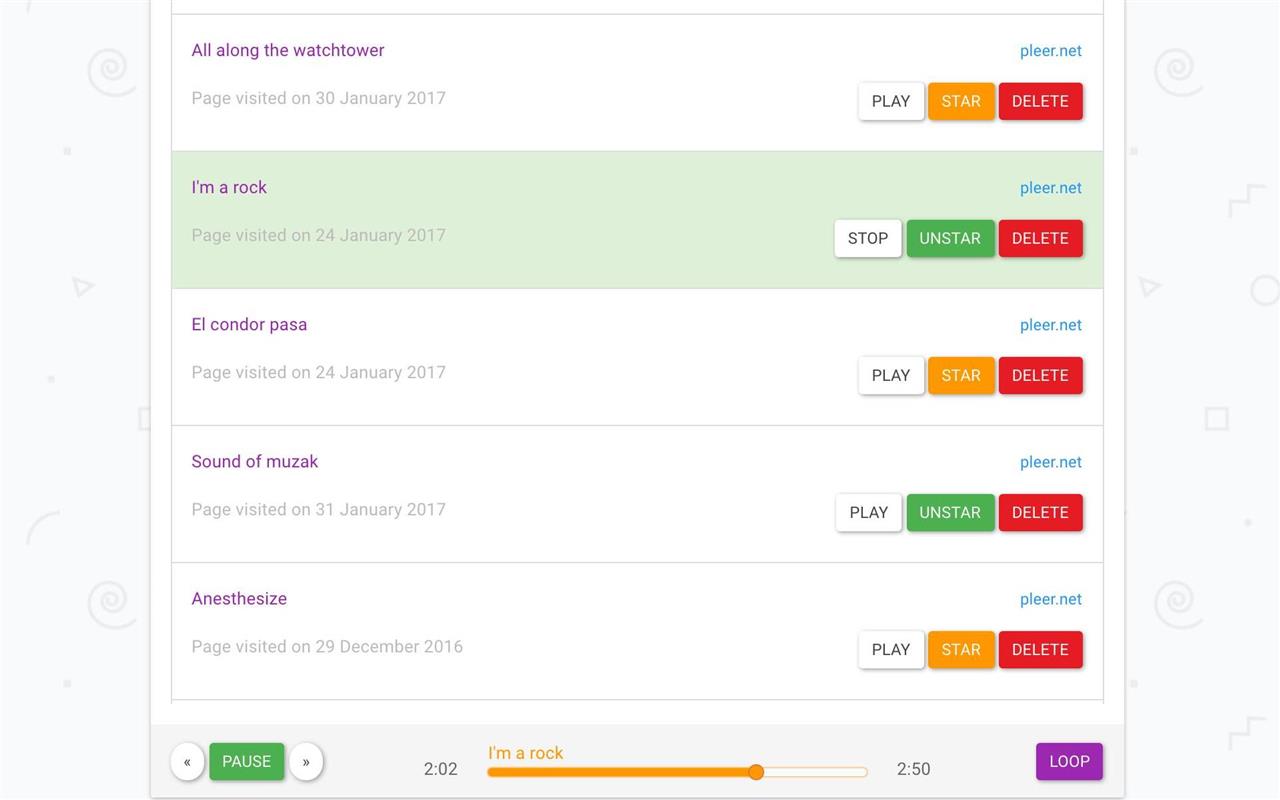 All along the watchtower pleer.net
Page visited on 30 January 2017 PLAY STAR DELETE
I'm a rock pleer.net
Page visited on 24 January 2017 STOP UNSTAR DELETE
El condor pasa pleer.net
Page visited on 24 January 2017 PLAY STAR DELETE
Sound of muzak pleer.net
Page visited on 31 January 2017 PLAY UNSTAR DELETE
Anesthesize pleer.net
Page visited on 29 December 2016 PLAY STAR DELETE
I'm a rock
« PAUSE » 2:02 2:50 LOOP